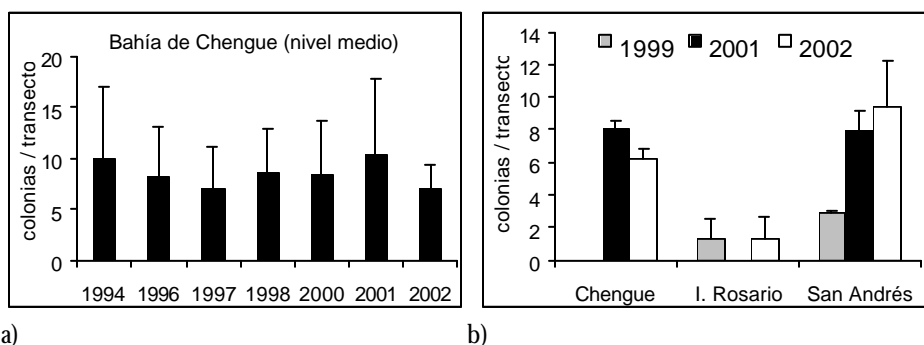 Bahía de Chengue (nivel medio)
colonias / transecto
20
15
10
5
0
1994 1996 1997 1998 2000 2001 2002
a)
1999 2001 2002
colonias / transecto
14
12
10
8
6
4
2
0
Chengue I. Rosario San Andrés
b)